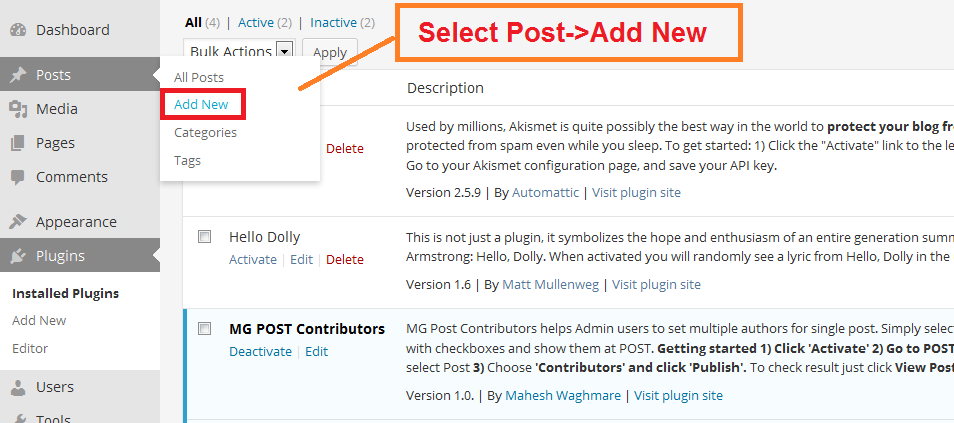 Dashboard
Posts
Media
Pages
Comments
Appearance
Plugins
Installed Plugins
Add New
Editor
Users
Tools
All (4) | Active (2) | Inactive (2)
Bulk Actions Apply
Select Post->Add New
All Posts
Add New
Categories
Tags
Description
Delete
Used by millions, Akismet is quite possibly the best way in the world to protect your blog
protected from spam even while you sleep. To get started: 1) Click the "Activate" link to the
Go to your Akismet configuration page, and save your API key.
Version 2.5.9 | By Automattic | Visit plugin site
Hello Dolly
Activate | Edit | Delete
This is not just a plugin, it symbolizes the hope and enthusiasm of an entire generation
Armstrong: Hello, Dolly. When activated you will randomly see a lyric from Hello, Dolly in the
Version 1.6 | By Matt Mullenweg | Visit plugin site
MG POST Contributors
Deactivate | Edit
MG Post Contributors helps Admin users to set multiple authors for single post. Simply
with checkboxes and show them at POST. Getting started 1) Click 'Activate' 2) Go to POST
select Post 3) Choose 'Contributors' and click 'Publish'. To check result just click View
Version 1.0. | By Mahesh Waghmare | Visit plugin site